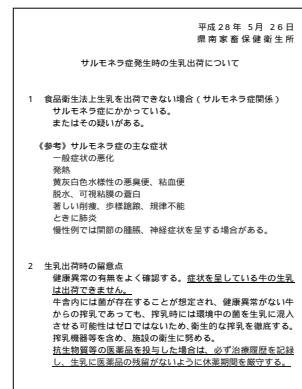 平成28年 5月 26日
県南家畜保健衛生所
サルモネラ症発生時の生乳出荷について
1 食品衛生法上生乳を出荷できない場合(サルモネラ症関係)
サルモネラ症にかかっている。
またはその疑いがある。
《参考》サルモネラ症の主な症状
一般症状の悪化
発熱
黄灰白色水様性の悪臭便、粘血便
脱水、可視粘膜の蒼白
著しい削痩、歩様蹌踉、規律不能
ときに肺炎
慢性例では関節の腫脹、神経症状を呈する場合がある。
2 生乳出荷時の留意点
健康異常の有無をよく確認する。症状を呈している牛の生乳
は出荷できません。
牛舎内には菌が存在することが想定され、健康異常がない牛
からの搾乳であっても、搾乳時には環境中の菌を生乳に混入
させる可能性はゼロではないため、衛生的な搾乳を徹底する。
搾乳機器等を含め、施設の衛生に努める。
抗生物質等の医薬品を投与した場合は、必ず治療履歴を記録
し、生乳に医薬品の残留がないように休薬期間を厳守する。